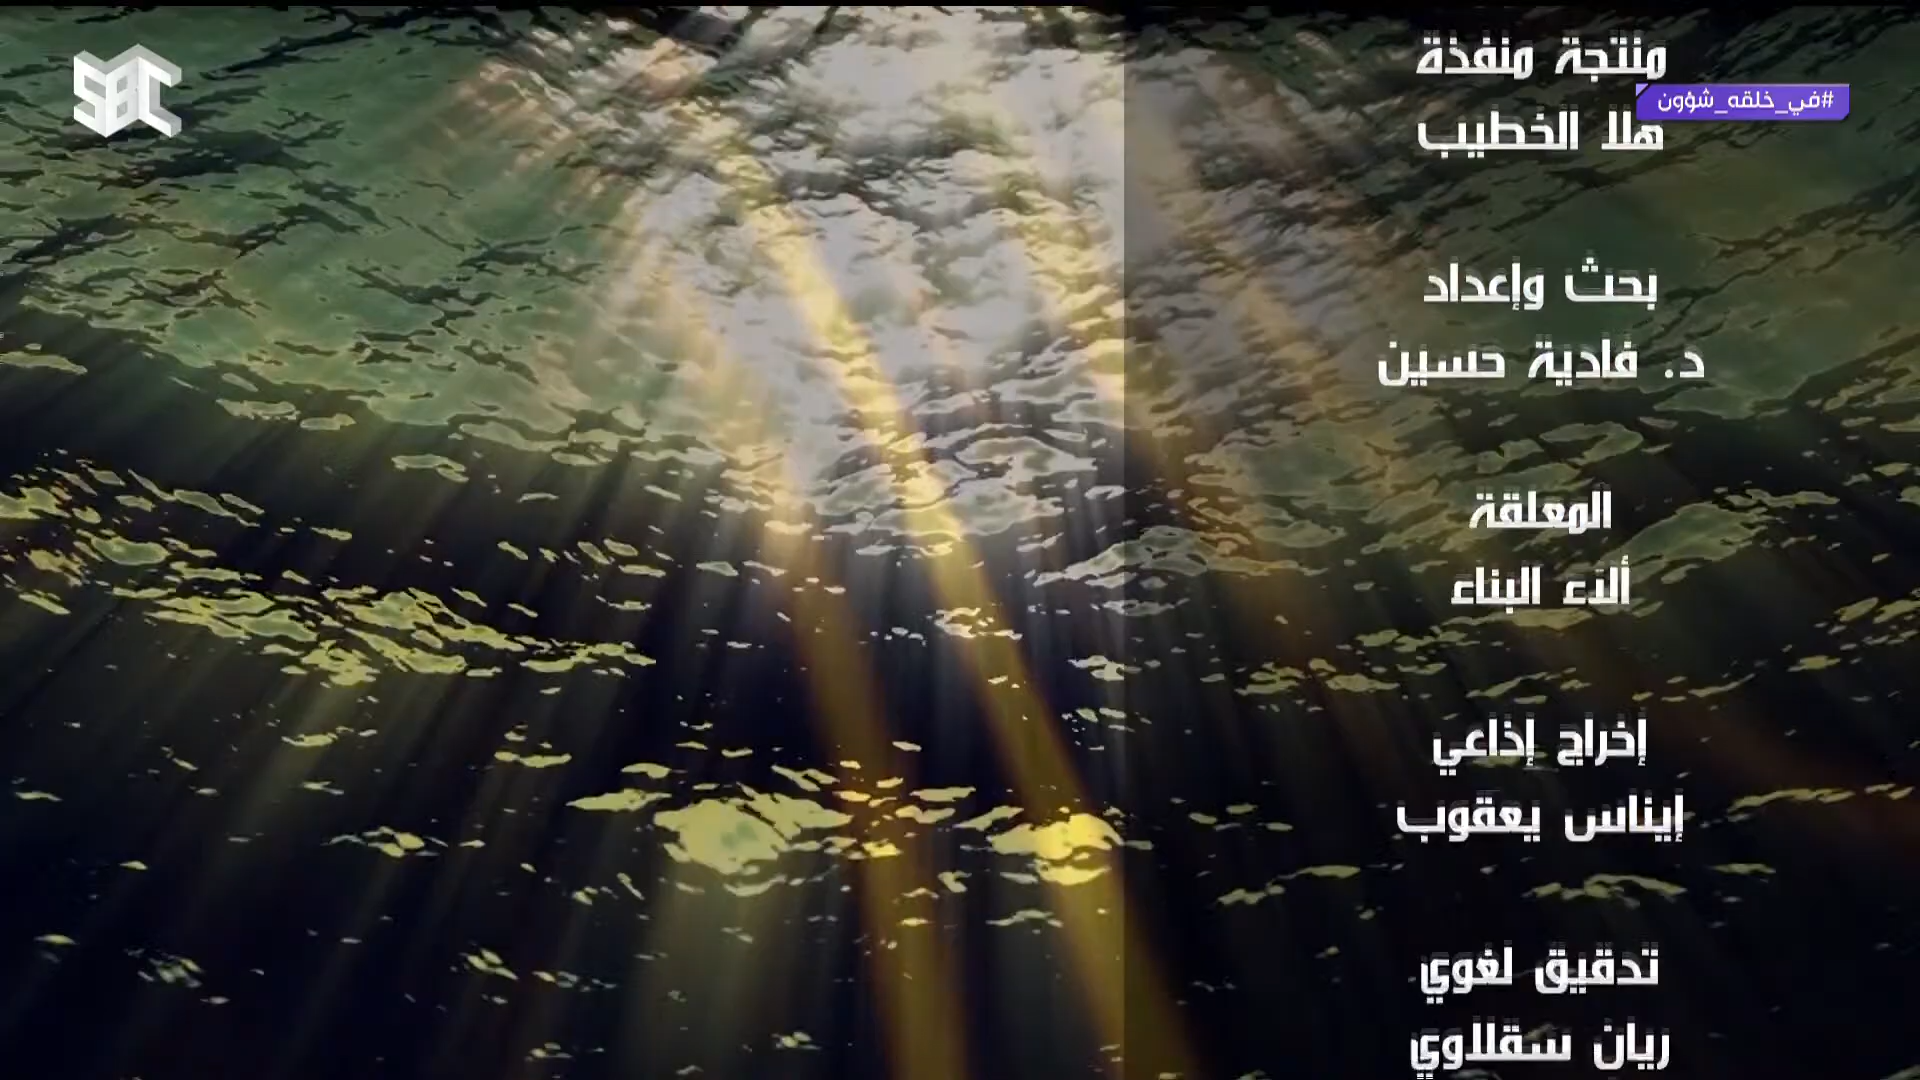 SBC
منتجة منفذة
#في_خلقه_شؤون
هلا الخطيب
بحث وإعداد
د. فادية حسين
المعلقة
ألاء البناء
إخراج إذاعي
إيناس يعقوب
تدقيق لغوي
ريان سقلاوي